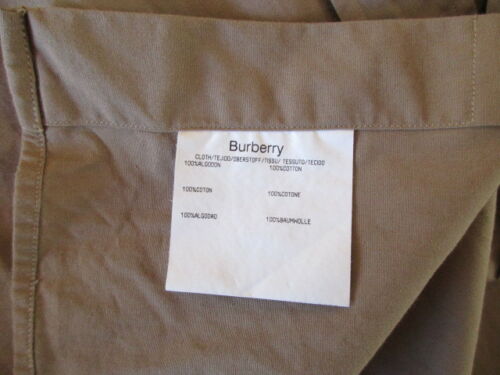 Burberry
CLOTH/TEJIDO/OBERSTOFF/TISSU/TESSUTO/TECIDO
100%ALGODON 100%COTTON
100%COTON 100%COTONE
100%ALGODAO 100%BAUMWOLLE